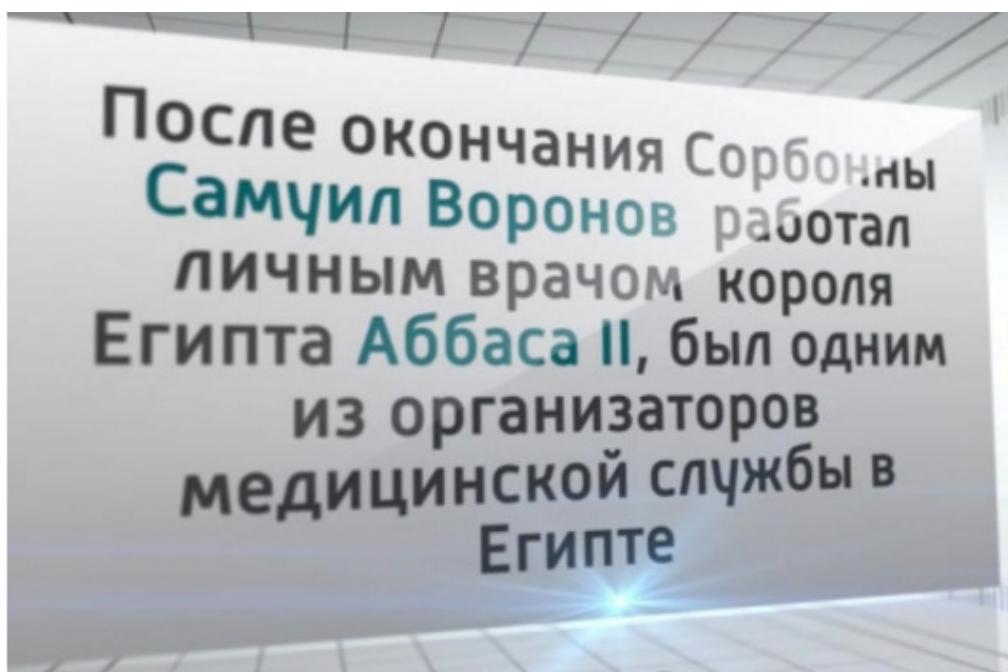 После окончания Сорбонны
Самуил Воронов работал
личным врачом короля
Египта Аббаса II, был одним
из организаторов
медицинской службы в
Египте